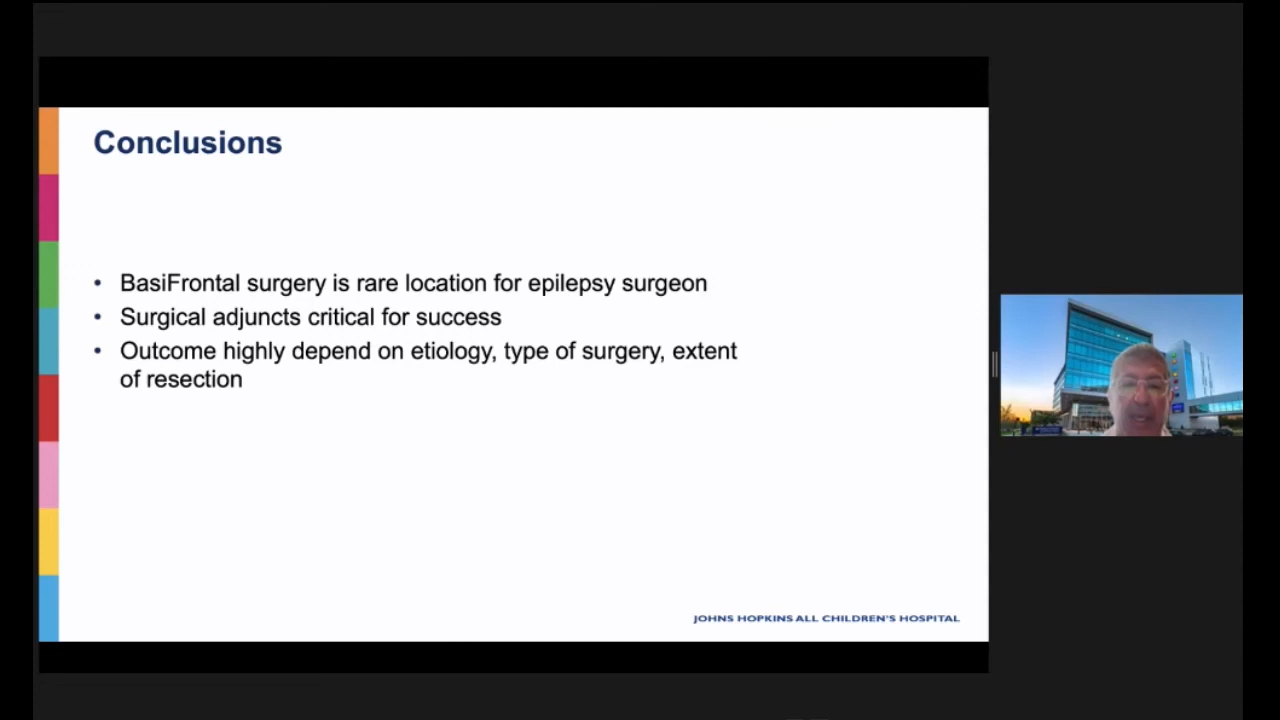 Conclusions
• BasiFrontal surgery is rare location for epilepsy surgeon
• Surgical adjuncts critical for success
• Outcome highly depend on etiology, type of surgery, extent
of resection
JOHNS HOPKINS ALL CHILDREN'S HOSPITAL